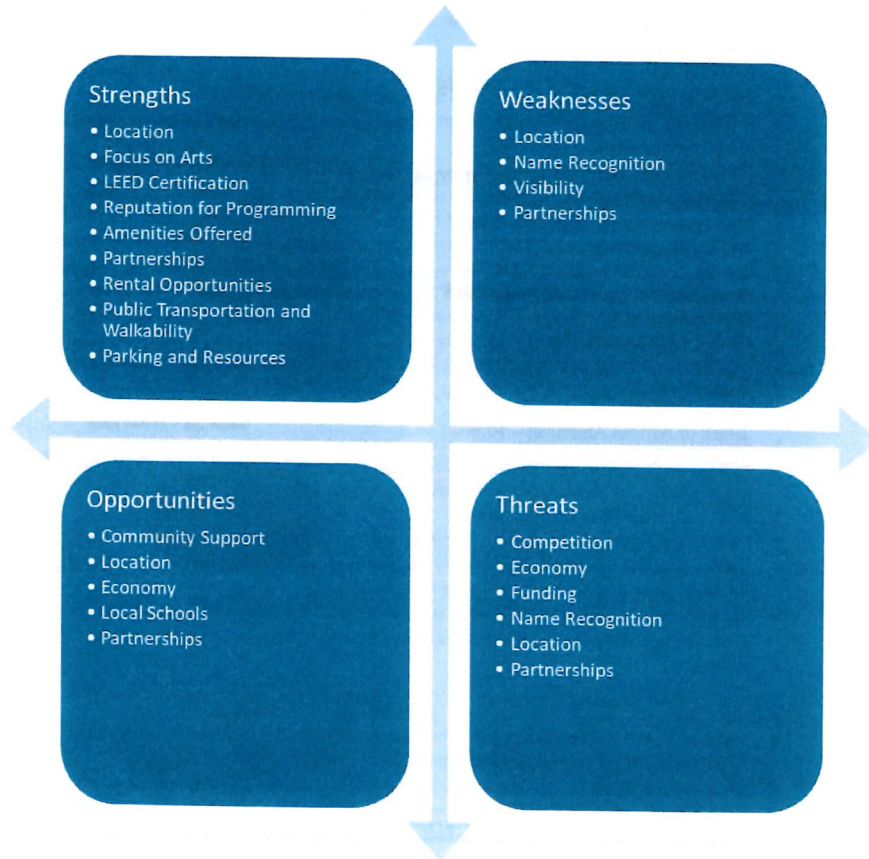 Strengths
• Location
• Focus on Arts
• LEED Certification
• Reputation for Programming
• Amenities Offered
• Partnerships
• Rental Opportunities
• Public Transportation and
Walkability
• Parking and Resources
Weaknesses
• Location
• Name Recognition
• Visibility
• Partnerships
Opportunities
• Community Support
• Location
• Economy
• Local Schools
• Partnerships
Threats
• Competition
• Economy
• Funding
• Name Recognition
• Location
• Partnerships